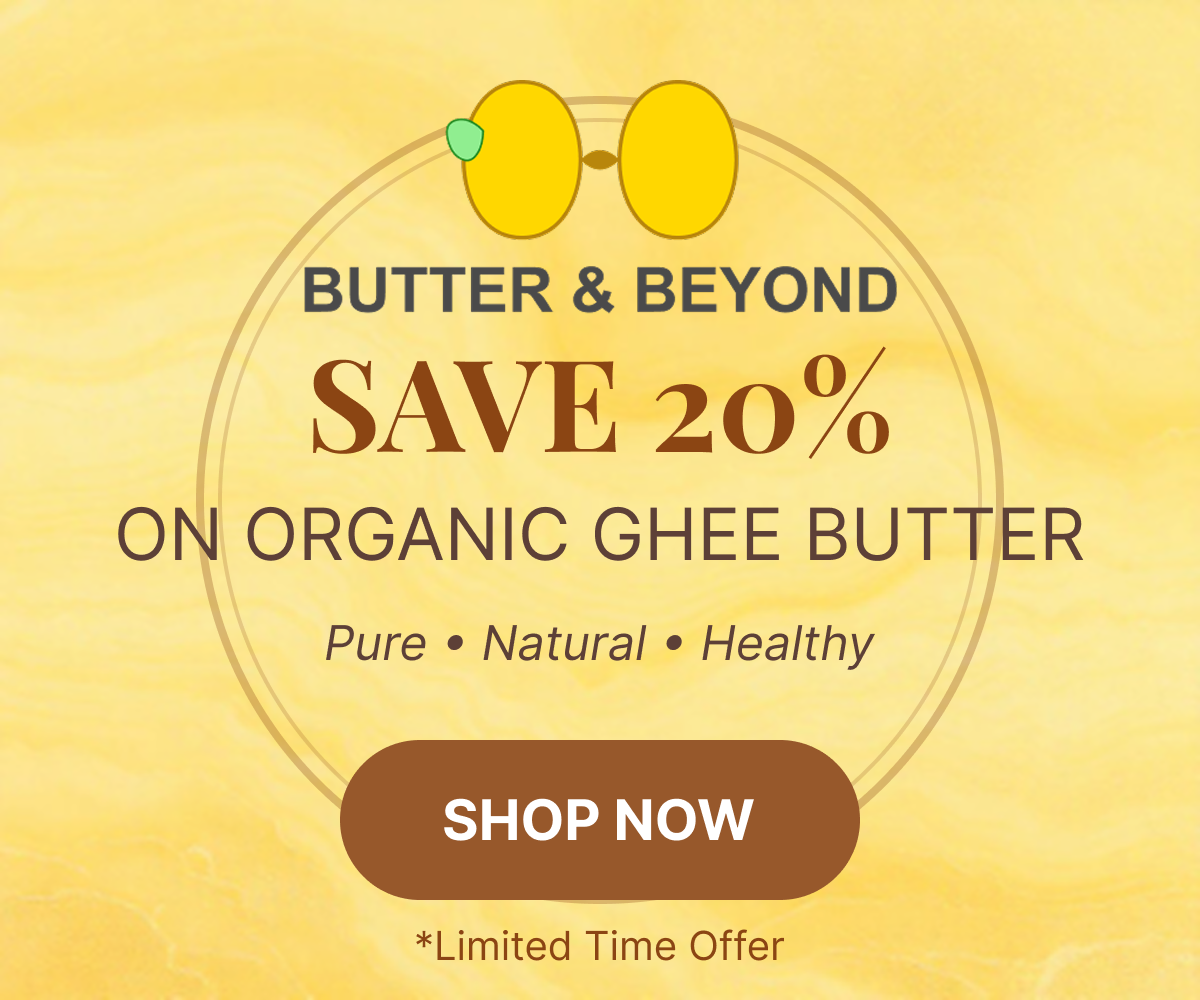 BUTTER & BEYOND
SAVE 20%
ON ORGANIC GHEE BUTTER
Pure • Natural • Healthy
SHOP NOW
*Limited Time Offer